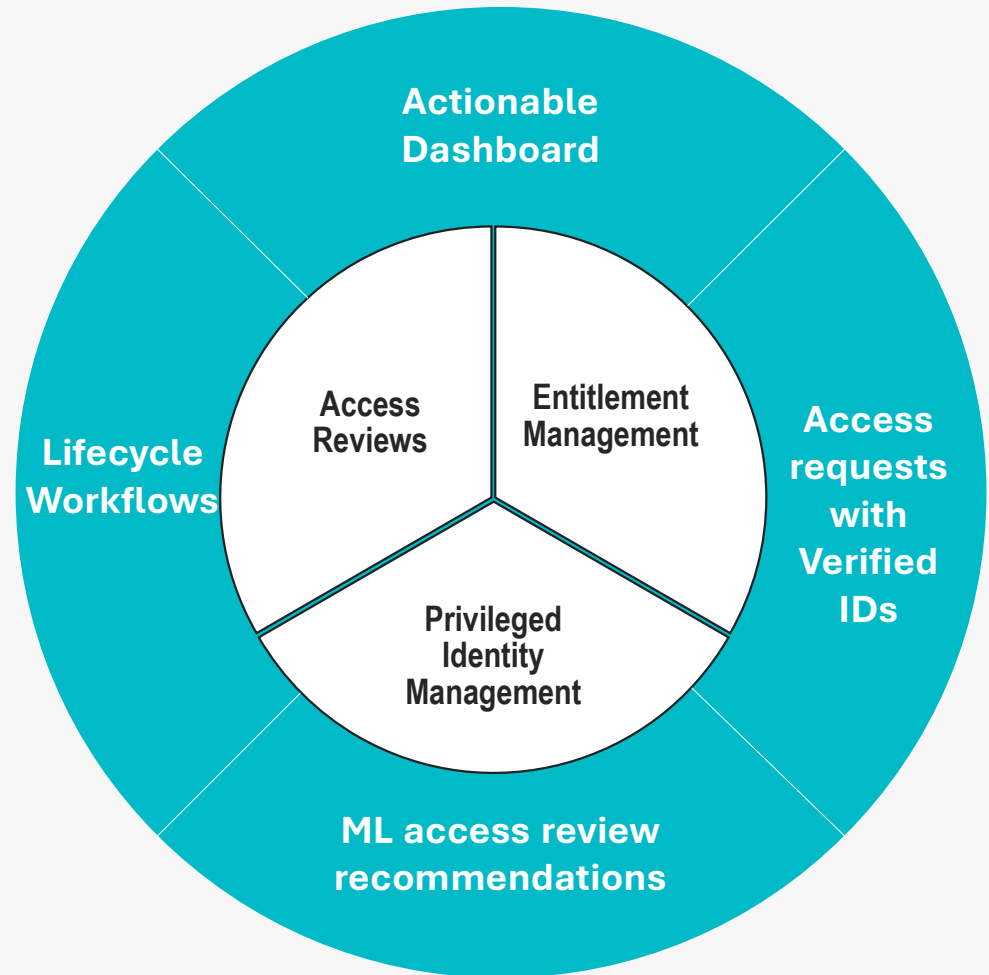 Actionable
Dashboard
Access
Reviews
Entitlement
Management
Lifecycle
Workflows
Access
requests
with
Verified
IDs
Privileged
Identity
Management
ML access review
recommendations